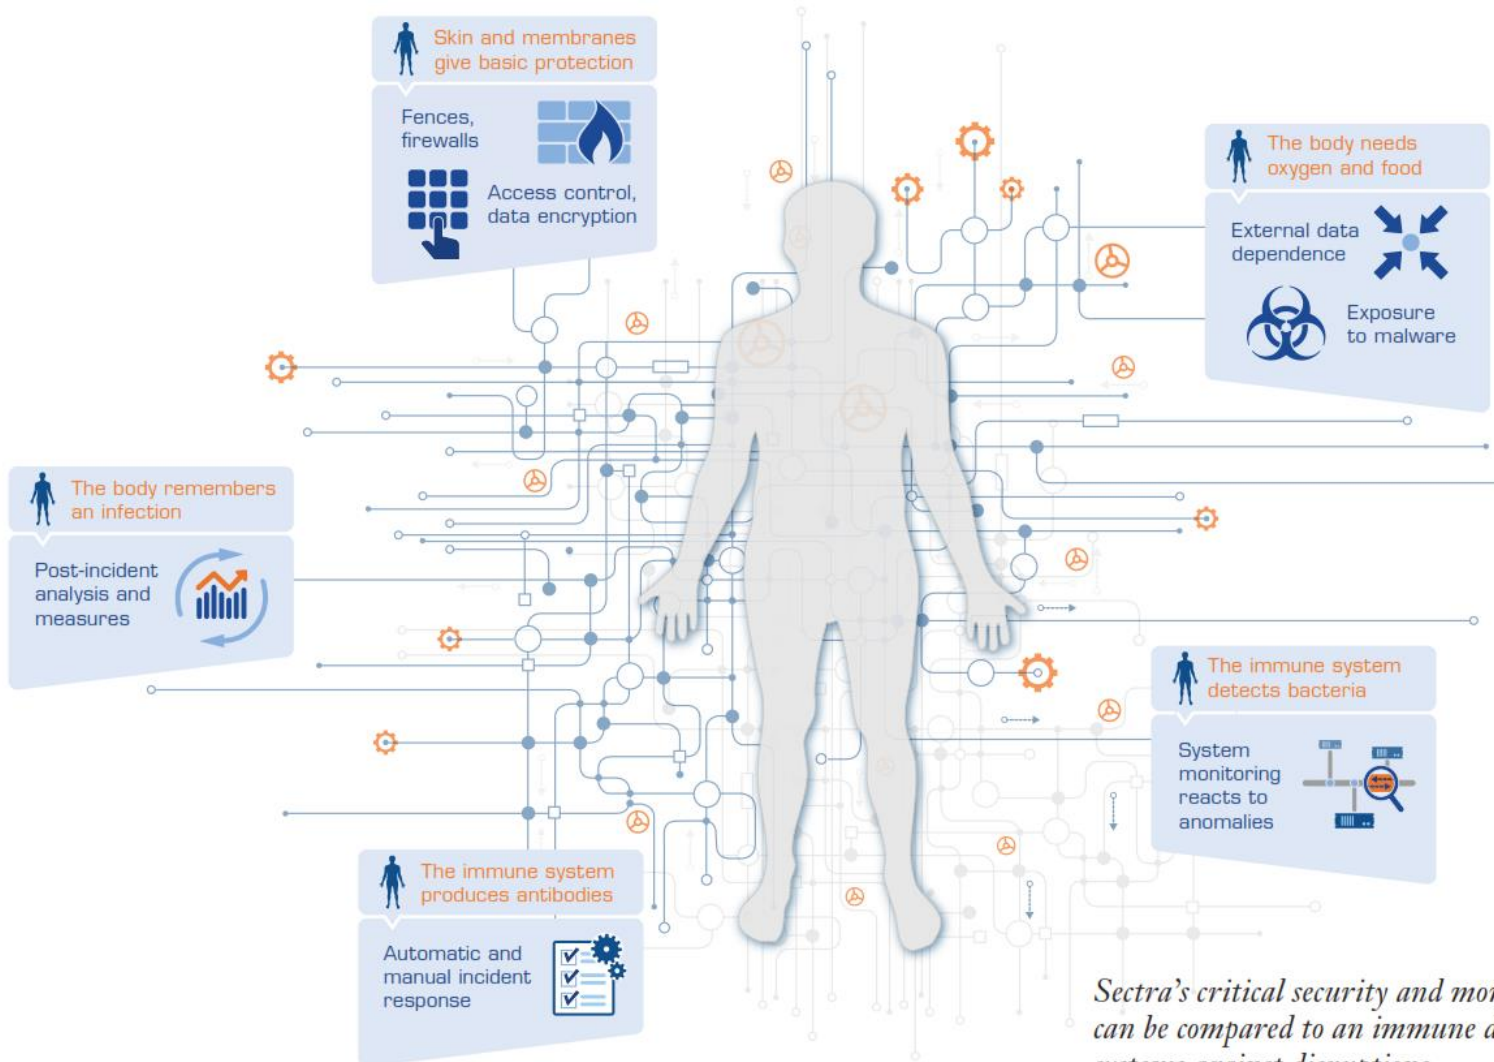 Skin and membranes
give basic protection
Fences,
firewalls
Access control,
data encryption
The body needs
oxygen and food
External data
dependence
Exposure
to malware
The body remembers
an infection
Post-incident
analysis and
measures
The immune system
detects bacteria
System
monitoring
reacts to
anomalies
The immune system
produces antibodies
Automatic and
manual incident
response
Sectra's critical security and
can be compared to an immune
systems against disruptions